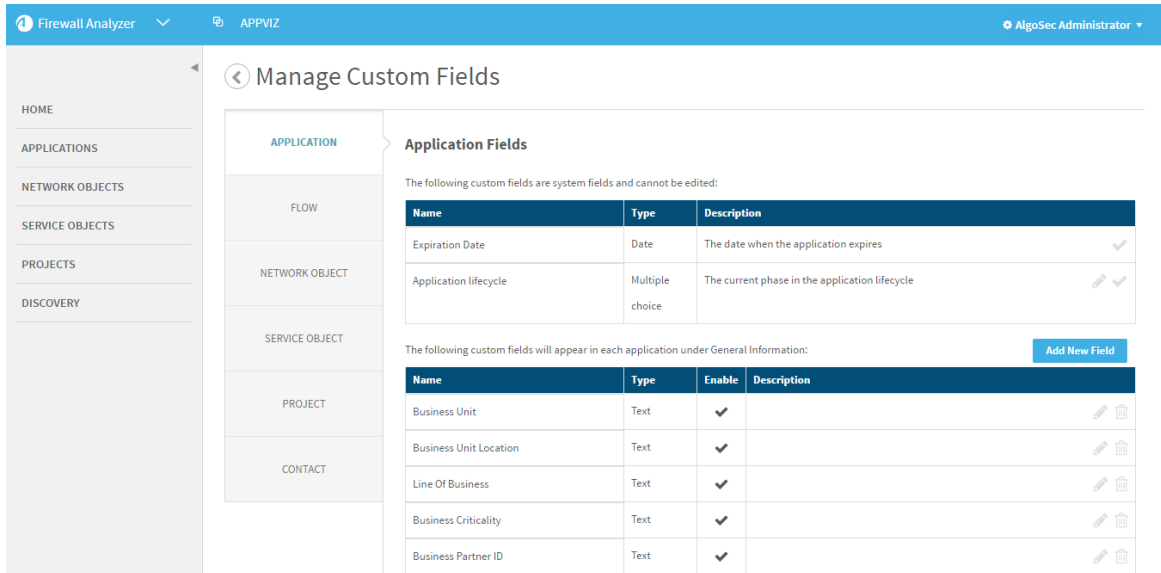 Firewall Analyzer APPVIZ AlgoSec Administrator
Manage Custom Fields
HOME
APPLICATIONS
NETWORK OBJECTS
SERVICE OBJECTS
PROJECTS
DISCOVERY
APPLICATION
FLOW
NETWORK OBJECT
SERVICE OBJECT
PROJECT
CONTACT
Application Fields
The following custom fields are system fields and cannot be edited:
Name Type Description
Expiration Date Date The date when the application expires
Application lifecycle Multiple The current phase in the application lifecycle
choice
The following custom fields will appear in each application under General Information: Add New Field
Name Type Enable Description
Business Unit Text
Business Unit Location Text
Line Of Business Text
Business Criticality Text
Business Partner ID Text